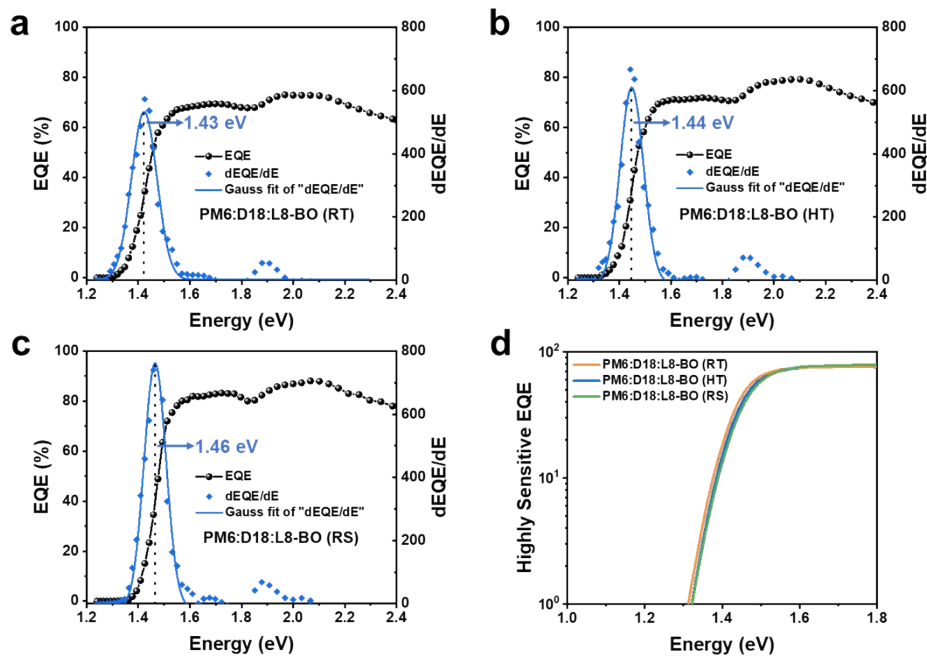 a
EQE (%)
100
80
60
40
20
0
800
600
400
200
0
dEQE/dE
1.43 eV
EQE
dEQE/dE
Gauss fit of "dEQE/dE"
PM6:D18:L8-BO (RT)
1.2 1.4 1.6 1.8 2.0 2.2 2.4
Energy (eV)
b
EQE (%)
100
80
60
40
20
0
800
600
400
200
0
dEQE/dE
1.44 eV
EQE
dEQE/dE
Gauss fit of "dEQE/dE"
PM6:D18:L8-BO (HT)
1.2 1.4 1.6 1.8 2.0 2.2 2.4
Energy (eV)
c
EQE (%)
100
80
60
40
20
0
800
600
400
200
0
dEQE/dE
1.46 eV
EQE
dEQE/dE
Gauss fit of "dEQE/dE"
PM6:D18:L8-BO (RS)
1.2 1.4 1.6 1.8 2.0 2.2 2.4
Energy (eV)
d
Highly Sensitive EQE
10²
10¹
10⁰
PM6:D18:L8-BO (RT)
PM6:D18:L8-BO (HT)
PM6:D18:L8-BO (RS)
1.0 1.2 1.4 1.6 1.8
Energy (eV)